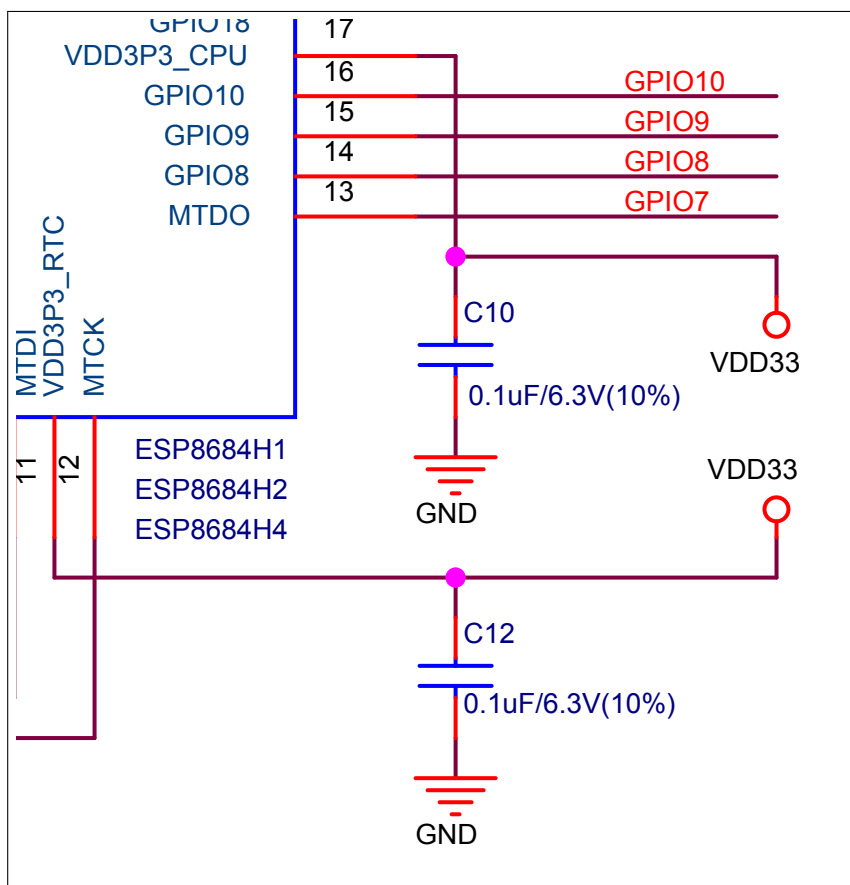 GPIO18
17
VDD3P3_CPU
16
GPIO10
GPIO10
15
GPIO9
GPIO9
14
GPIO8
GPIO8
13
MTDO
GPIO7
MTDI
VDD3P3_RTC
MTCK
C10
VDD33
0.1uF/6.3V(10%)
11
12
ESP8684H1
ESP8684H2
ESP8684H4
GND
VDD33
C12
0.1uF/6.3V(10%)
GND